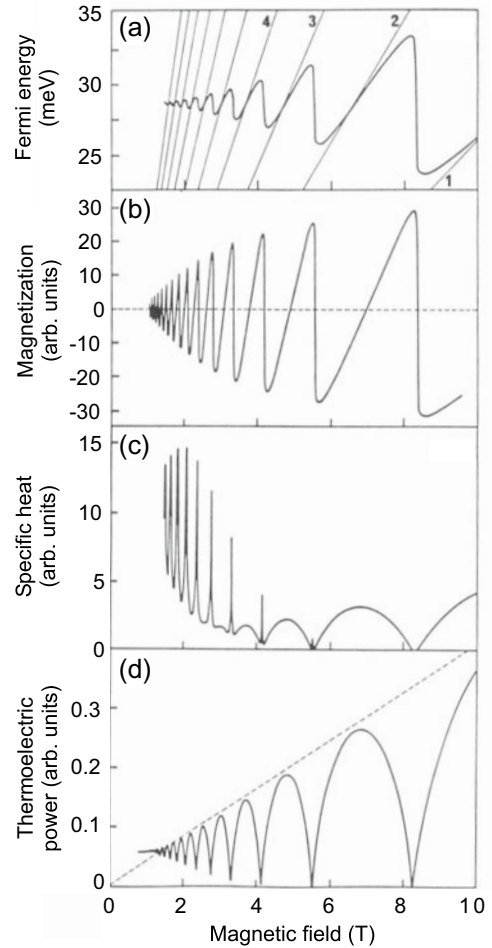 35
(a)
4
3
2
30
25
1
Fermi energy
(meV)
30
(b)
20
10
0
-10
-20
-30
Magnetization
(arb. units)
15
(c)
10
5
0
Specific heat
(arb. units)
(d)
0.3
0.2
0.1
0
Thermoelectric
power (arb. units)
0
2
4
6
8
10
Magnetic field (T)